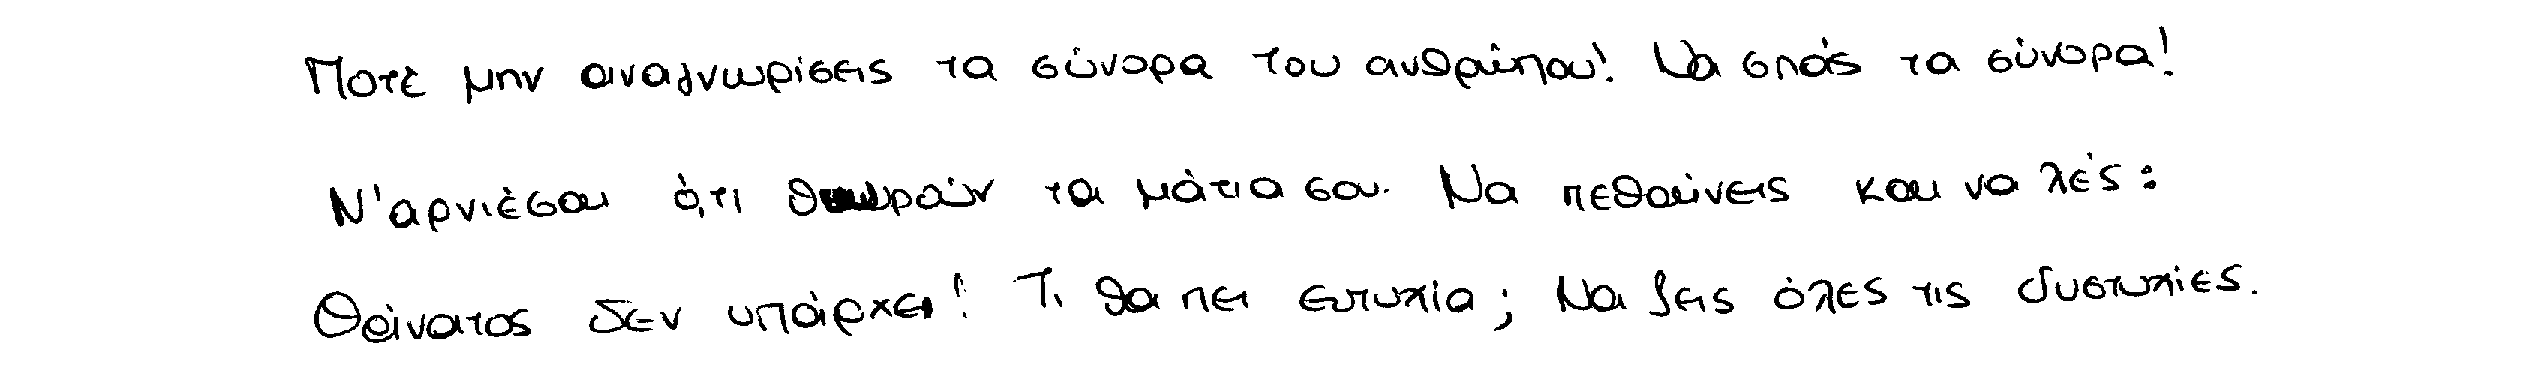 Ποτέ μην αναγνωρίσεις τα σύνορα του ανθρώπου! Να σπάς τα σύνορα!
Ν'αρνιέσαι ό,τι θωρούν τα μάτια σου. Να πεθαίνεις και να λές:
Θάνατος δεν υπάρχει! Τι θα πει ευτυχία; Να ζεις όλες τις δυστυχίες.